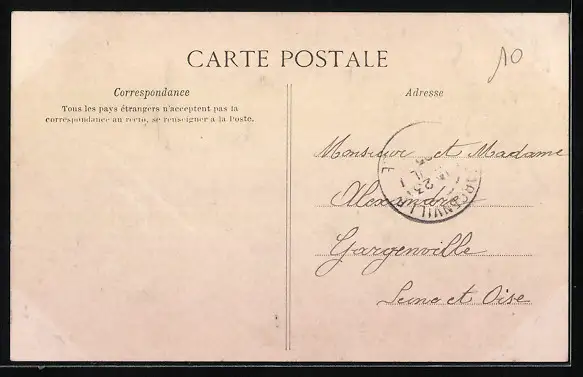 CARTE POSTALE
10
Correspondance
Tous les pays étrangers n'acceptent pas la
correspondance au recto, se renseigner à la Poste.
Adresse
Monsieur et Madame
Gargenville
Seine et Oise